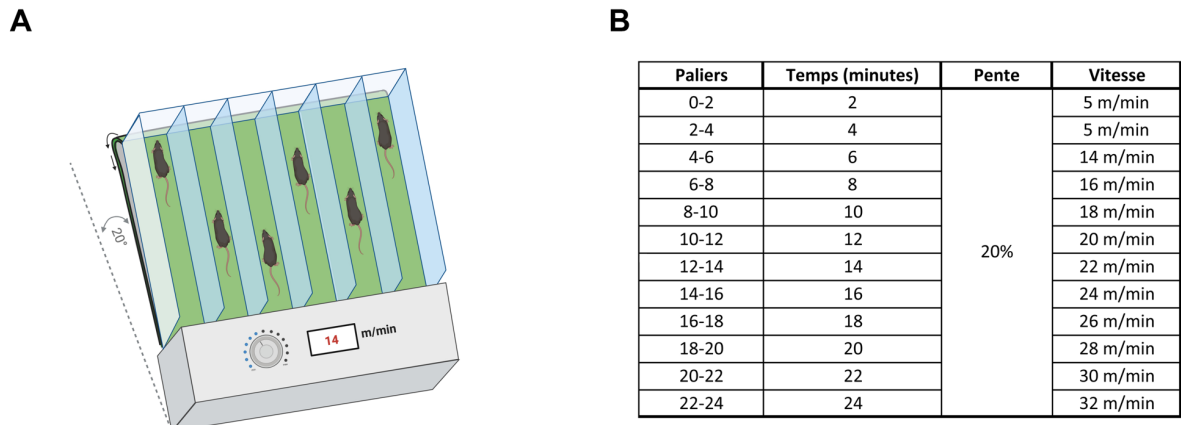 A
20°
14 m/min
B
Paliers Temps (minutes) Pente Vitesse
0-2 2 5 m/min
2-4 4 5 m/min
4-6 6 14 m/min
6-8 8 16 m/min
8-10 10 18 m/min
10-12 12 20 m/min
20%
12-14 14 22 m/min
14-16 16 24 m/min
16-18 18 26 m/min
18-20 20 28 m/min
20-22 22 30 m/min
22-24 24 32 m/min